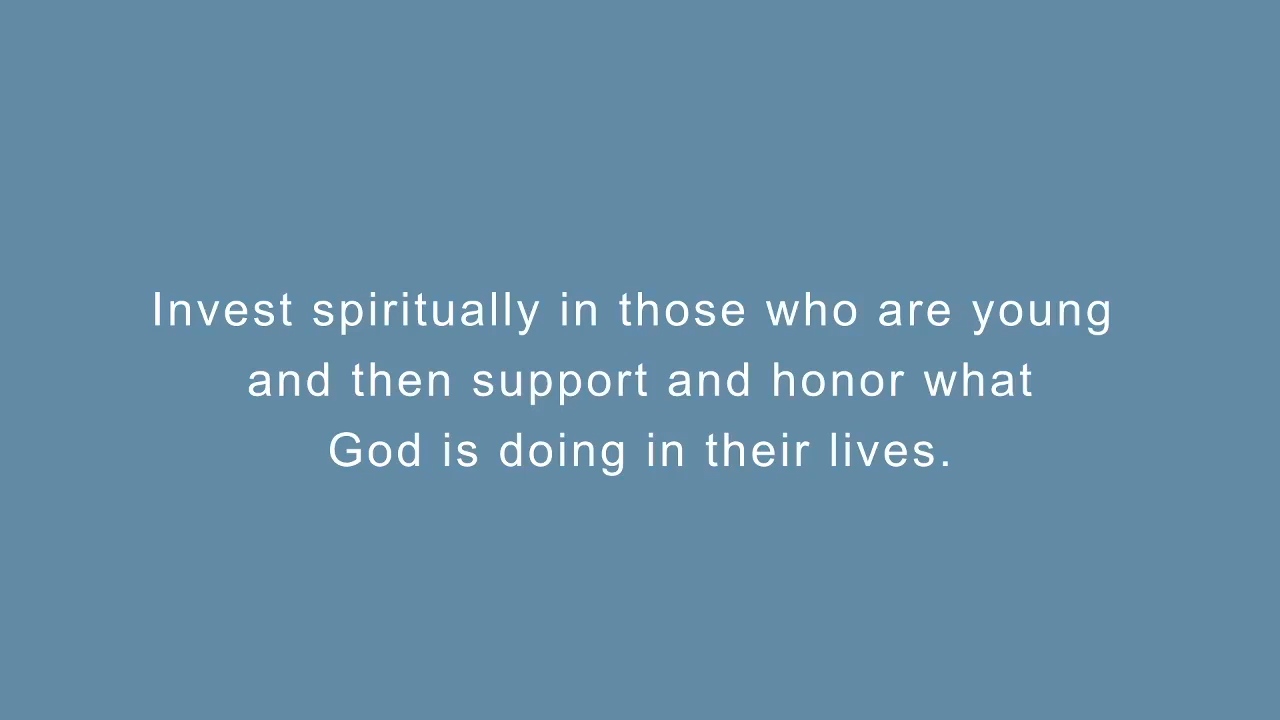 Invest spiritually in those who are young
and then support and honor what
God is doing in their lives.